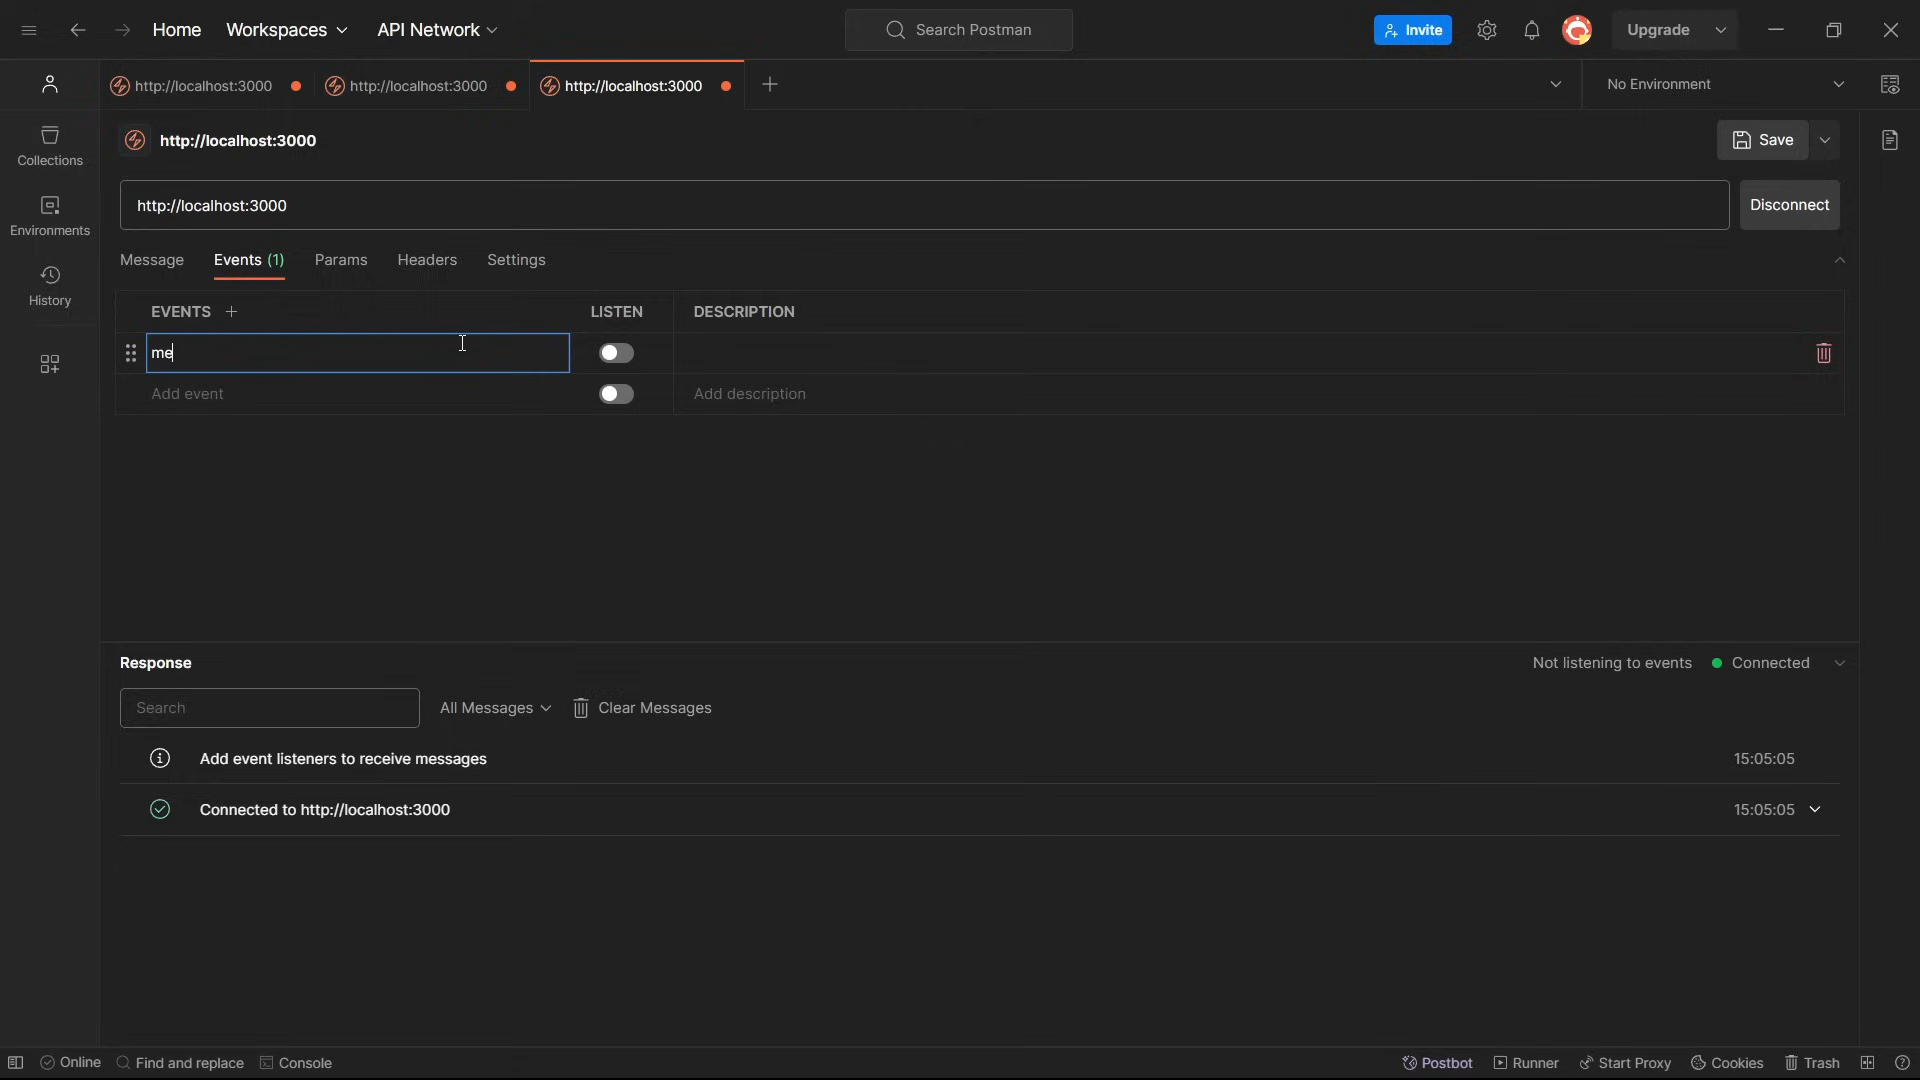 Home Workspaces API Network Search Postman Invite Upgrade
http://localhost:3000 http://localhost:3000 http://localhost:3000 No Environment
Collections
Environments
History
http://localhost:3000 Save
http://localhost:3000 Disconnect
Message Events (1) Params Headers Settings
EVENTS LISTEN DESCRIPTION
me
Add event Add description
Response Not listening to events Connected
Search All Messages Clear Messages
Add event listeners to receive messages 15:05:05
Connected to http://localhost:3000 15:05:05
Online Find and replace Console Postbot Runner Start Proxy Cookies Trash